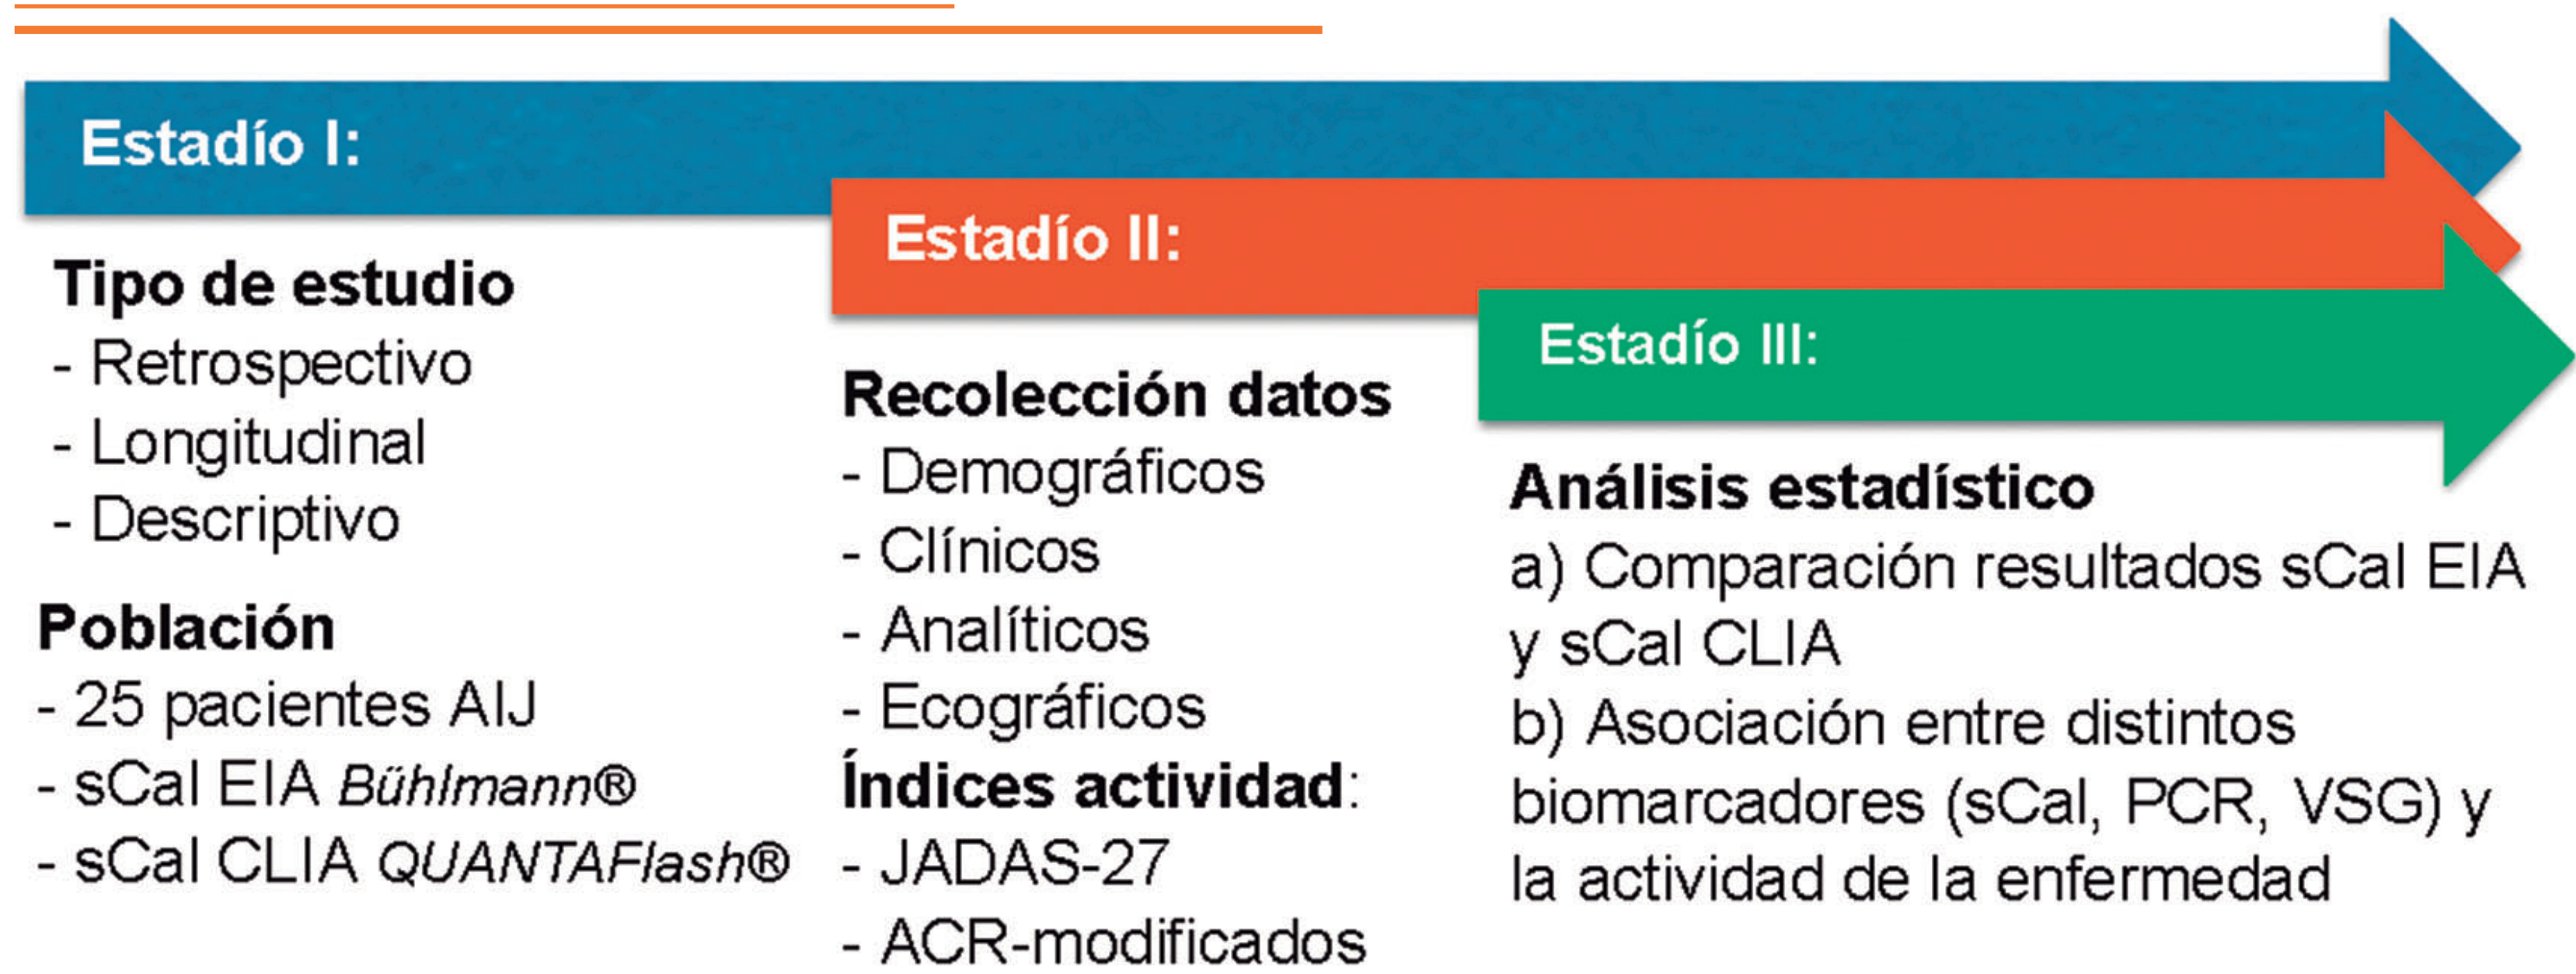 Estadío I:
Tipo de estudio
- Retrospectivo
- Longitudinal
- Descriptivo
Población
- 25 pacientes AIJ
- sCal EIA Bühlmann®
- sCal CLIA QUANTAFlash®
Estadío II:
Recolección datos
- Demográficos
- Clínicos
- Analíticos
- Ecográficos
Índices actividad:
- JADAS-27
- ACR-modificados
Estadío III:
Análisis estadístico
a) Comparación resultados sCal EIA
y sCal CLIA
b) Asociación entre distintos
biomarcadores (sCal, PCR, VSG) y
la actividad de la enfermedad